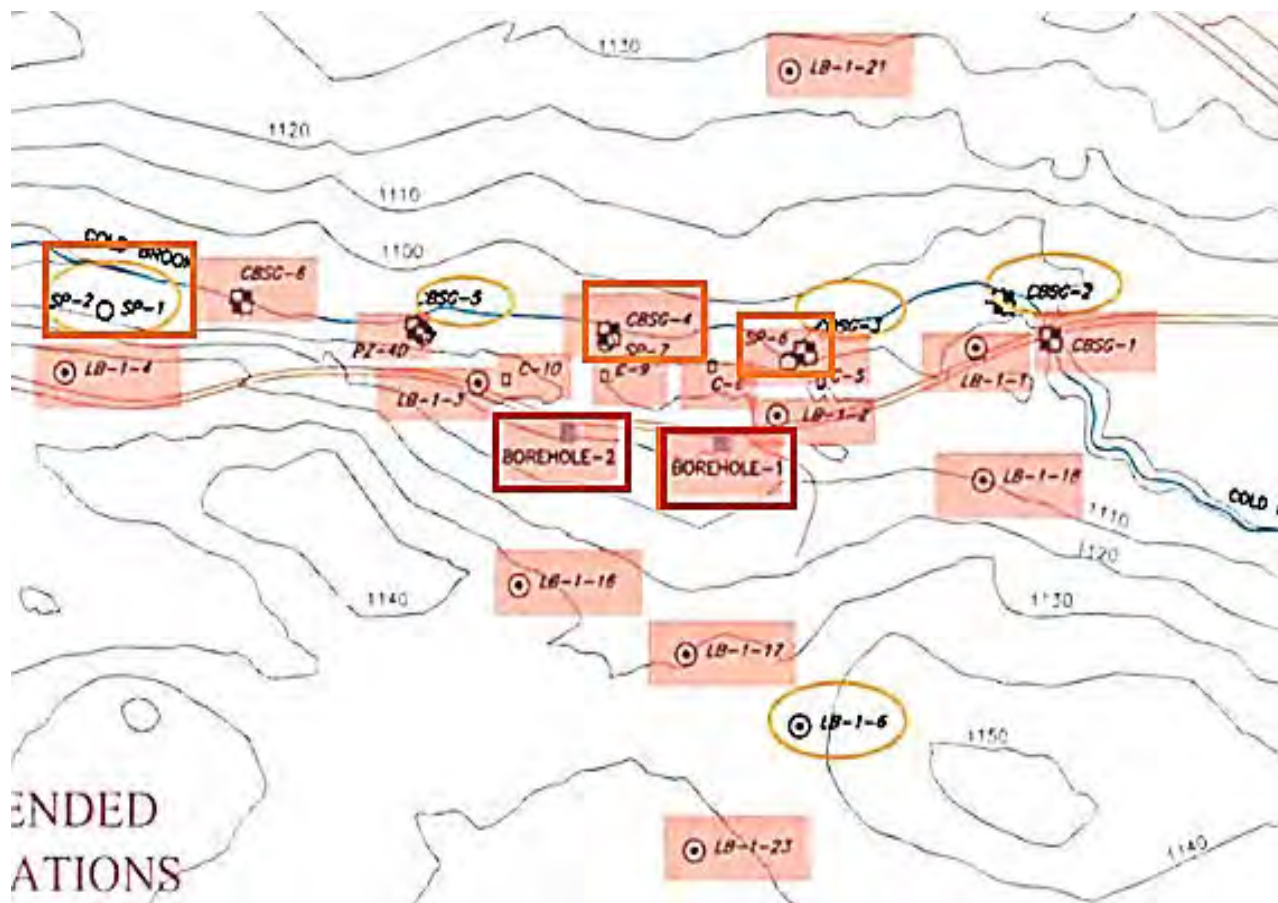 1130
LB-1-21
1120
1110
1100
COLD BROOK
CBSG-6
SP-2 SP-1
CBSG-2
CBSG-4
SP-7
SP-6
CBSG-1
PZ-4D
LB-1-4
C-10
C-9
C-5
LB-1-1
LB-1-3
LB-1-2
BOREHOLE-2
BOREHOLE-1
LB-1-18
COLD
1110
1120
LB-1-16
1140
1130
LB-1-17
LB-1-6
1150
ENDED
LB-1-23
1140
ATIONS